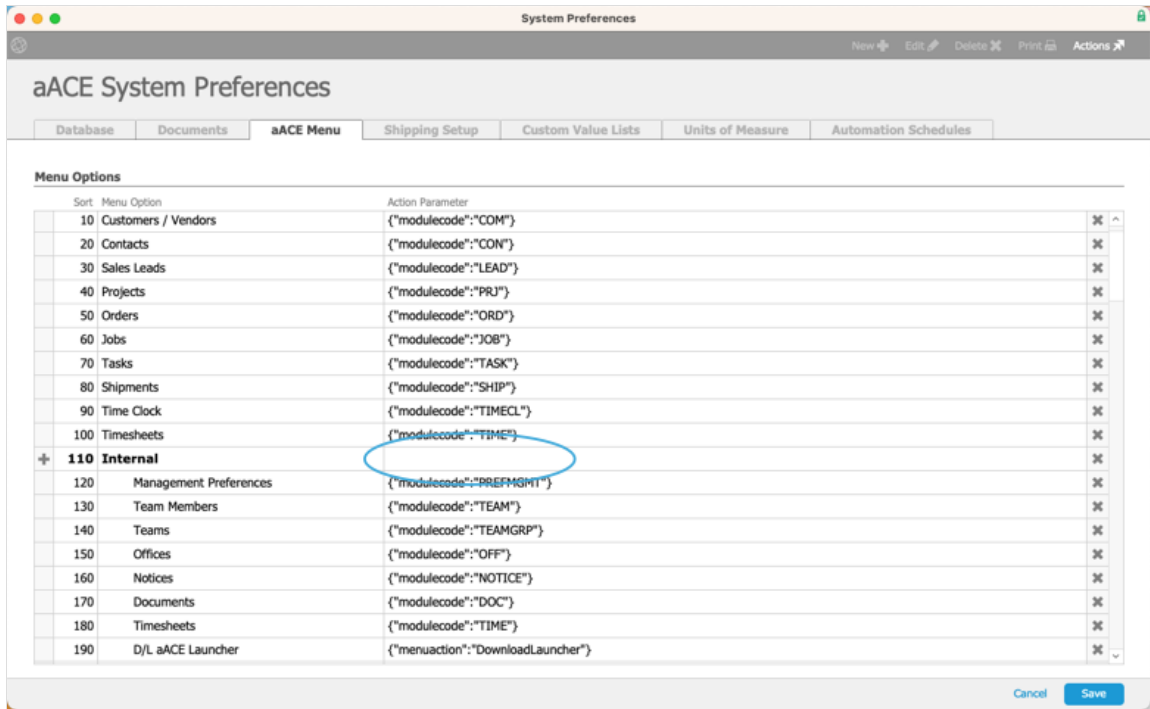 System Preferences
New Edit Delete Print Actions
aACE System Preferences
Database Documents aACE Menu Shipping Setup Custom Value Lists Units of Measure Automation Schedules
Menu Options
Sort Menu Option Action Parameter
10 Customers / Vendors {"modulecode":"COM"}
20 Contacts {"modulecode":"CON"}
30 Sales Leads {"modulecode":"LEAD"}
40 Projects {"modulecode":"PRJ"}
50 Orders {"modulecode":"ORD"}
60 Jobs {"modulecode":"JOB"}
70 Tasks {"modulecode":"TASK"}
80 Shipments {"modulecode":"SHIP"}
90 Time Clock {"modulecode":"TIMECL"}
100 Timesheets {"modulecode":"TIME"}
110 Internal
120 Management Preferences {"modulecode":"PREFMGMT"}
130 Team Members {"modulecode":"TEAM"}
140 Teams {"modulecode":"TEAMGRP"}
150 Offices {"modulecode":"OFF"}
160 Notices {"modulecode":"NOTICE"}
170 Documents {"modulecode":"DOC"}
180 Timesheets {"modulecode":"TIME"}
190 D/L aACE Launcher {"menuaction":"DownloadLauncher"}
Cancel Save